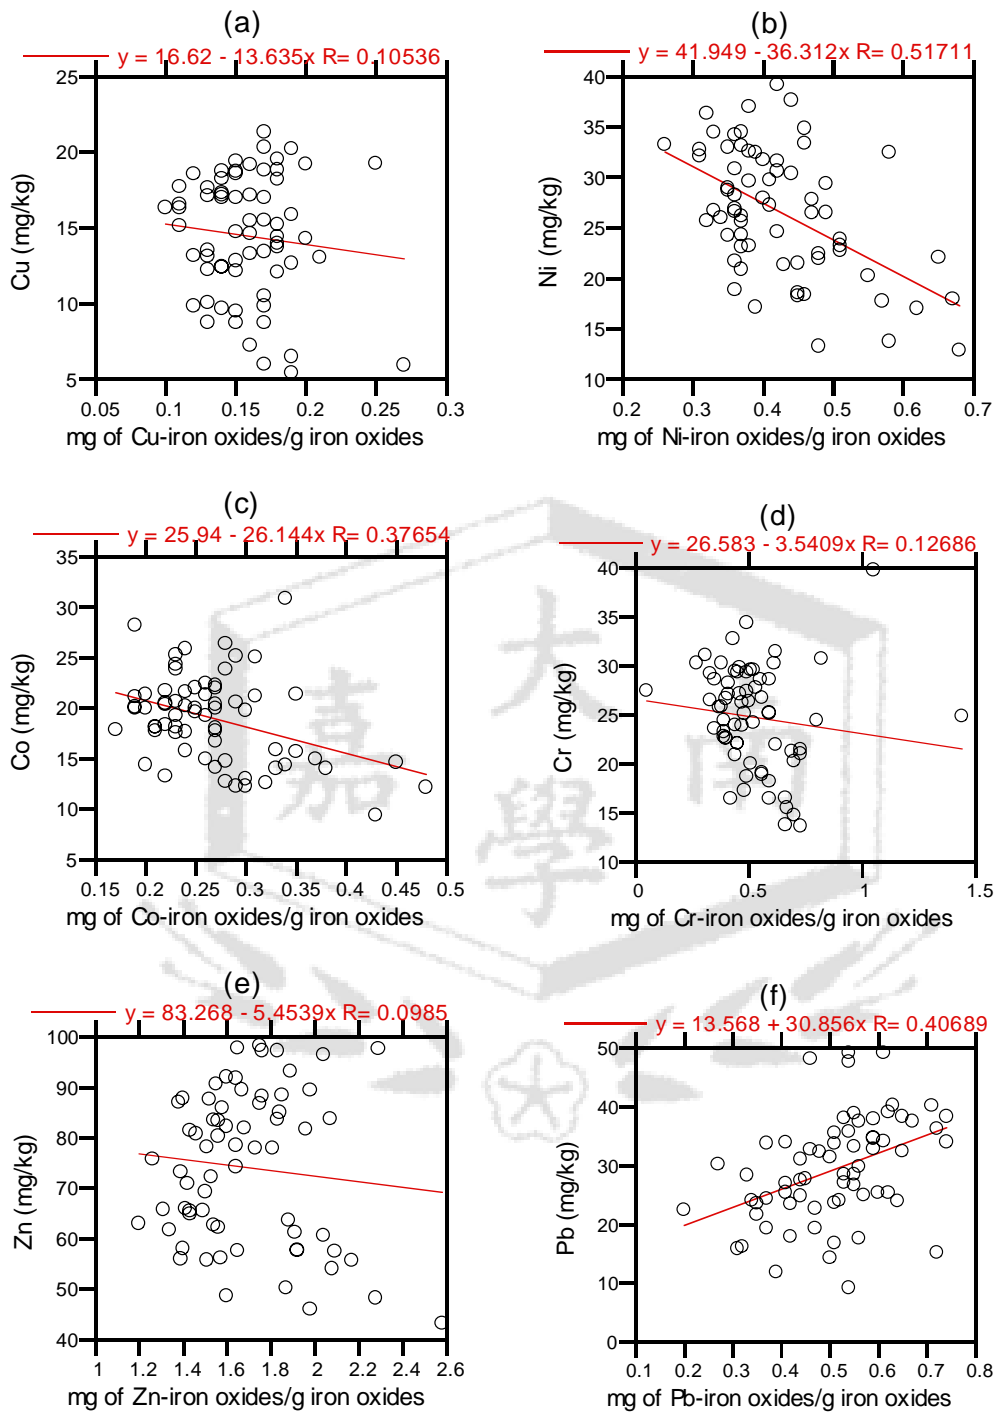 (a)
y = 16.62 - 13.635x R= 0.10536
25
20
15
10
5
Cu (mg/kg)
0.05 0.1 0.15 0.2 0.25 0.3
mg of Cu-iron oxides/g iron oxides
(b)
y = 41.949 - 36.312x R= 0.51711
40
35
30
25
20
15
10
Ni (mg/kg)
0.2 0.3 0.4 0.5 0.6 0.7
mg of Ni-iron oxides/g iron oxides
(c)
y = 25.94 - 26.144x R= 0.37654
35
30
25
20
15
10
5
Co (mg/kg)
0.15 0.2 0.25 0.3 0.35 0.4 0.45 0.5
mg of Co-iron oxides/g iron oxides
(d)
y = 26.583 - 3.5409x R= 0.12686
40
35
30
25
20
15
10
Cr (mg/kg)
0 0.5 1 1.5
mg of Cr-iron oxides/g iron oxides
(e)
y = 83.268 - 5.4539x R= 0.0985
100
90
80
70
60
50
40
Zn (mg/kg)
1 1.2 1.4 1.6 1.8 2 2.2 2.4 2.6
mg of Zn-iron oxides/g iron oxides
(f)
y = 13.568 + 30.856x R= 0.40689
50
40
30
20
10
0
Pb (mg/kg)
0.1 0.2 0.3 0.4 0.5 0.6 0.7 0.8
mg of Pb-iron oxides/g iron oxides
大
嘉
學